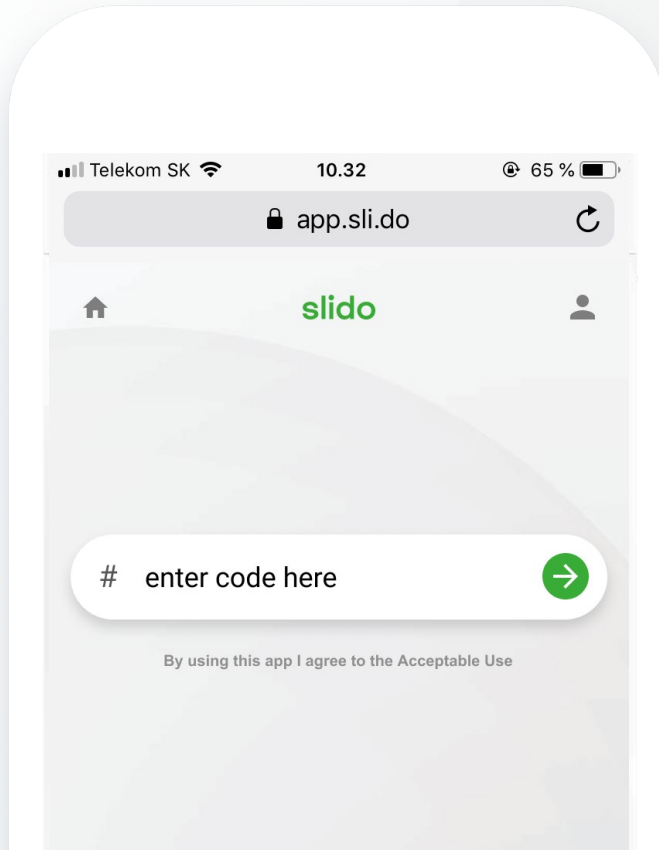 Telekom SK 10.32 65 %
app.sli.do
slido
# enter code here
By using this app I agree to the Acceptable Use